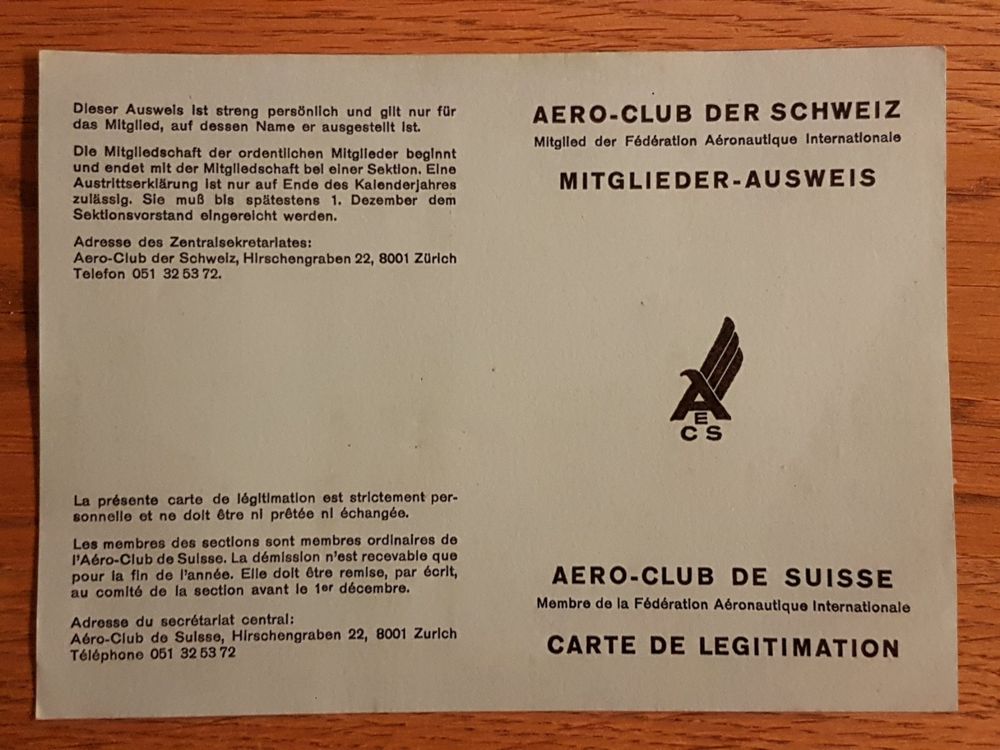 Dieser Ausweis ist streng persönlich und gilt nur für
das Mitglied, auf dessen Name er ausgestellt ist.
Die Mitgliedschaft der ordentlichen Mitglieder beginnt
und endet mit der Mitgliedschaft bei einer Sektion. Eine
Austrittserklärung ist nur auf Ende des Kalenderjahres
zulässig. Sie muß bis spätestens 1. Dezember dem
Sektionsvorstand eingereicht werden.
Adresse des Zentralsekretariates:
Aero-Club der Schweiz, Hirschengraben 22, 8001 Zürich
Telefon 051 32 53 72.
La présente carte de légitimation est strictement per-
sonnelle et ne doit être ni prêtée ni échangée.
Les membres des sections sont membres ordinaires de
l'Aéro-Club de Suisse. La démission n'est recevable que
pour la fin de l'année. Elle doit être remise, par écrit,
au comité de la section avant le 1er décembre.
Adresse du secrétariat central:
Aéro-Club de Suisse, Hirschengraben 22, 8001 Zurich
Téléphone 051 32 53 72
AERO-CLUB DER SCHWEIZ
Mitglied der Fédération Aéronautique Internationale
MITGLIEDER-AUSWEIS
A
E
C S
AERO-CLUB DE SUISSE
Membre de la Fédération Aéronautique Internationale
CARTE DE LEGITIMATION